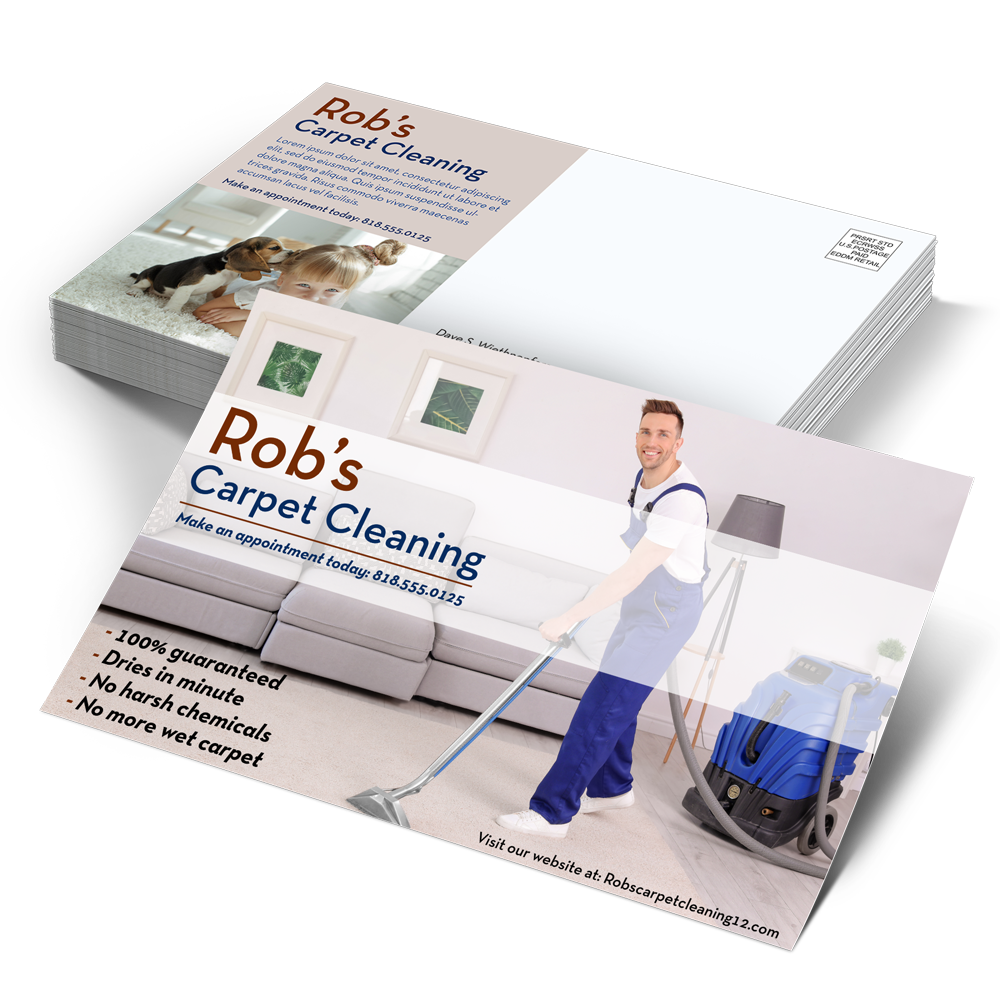 Rob's
Carpet Cleaning
Lorem ipsum dolor sit amet, consectetur adipiscing
elit, sed do eiusmod tempor incididunt ut labore et
dolore magna aliqua. Quis ipsum suspendisse ul-
trices gravida. Risus commodo viverra maecenas
accumsan lacus vel facilisis.
Make an appointment today: 818.555.0125
PRSRT STD
ECRWSS
U.S.POSTAGE
PAID
EDDM RETAIL
Dave S.
Rob's
Carpet Cleaning
Make an appointment today: 818.555.0125
- 100% guaranteed
- Dries in minute
- No harsh chemicals
- No more wet carpet
Visit our website at: Robscarpetcleaning12.com